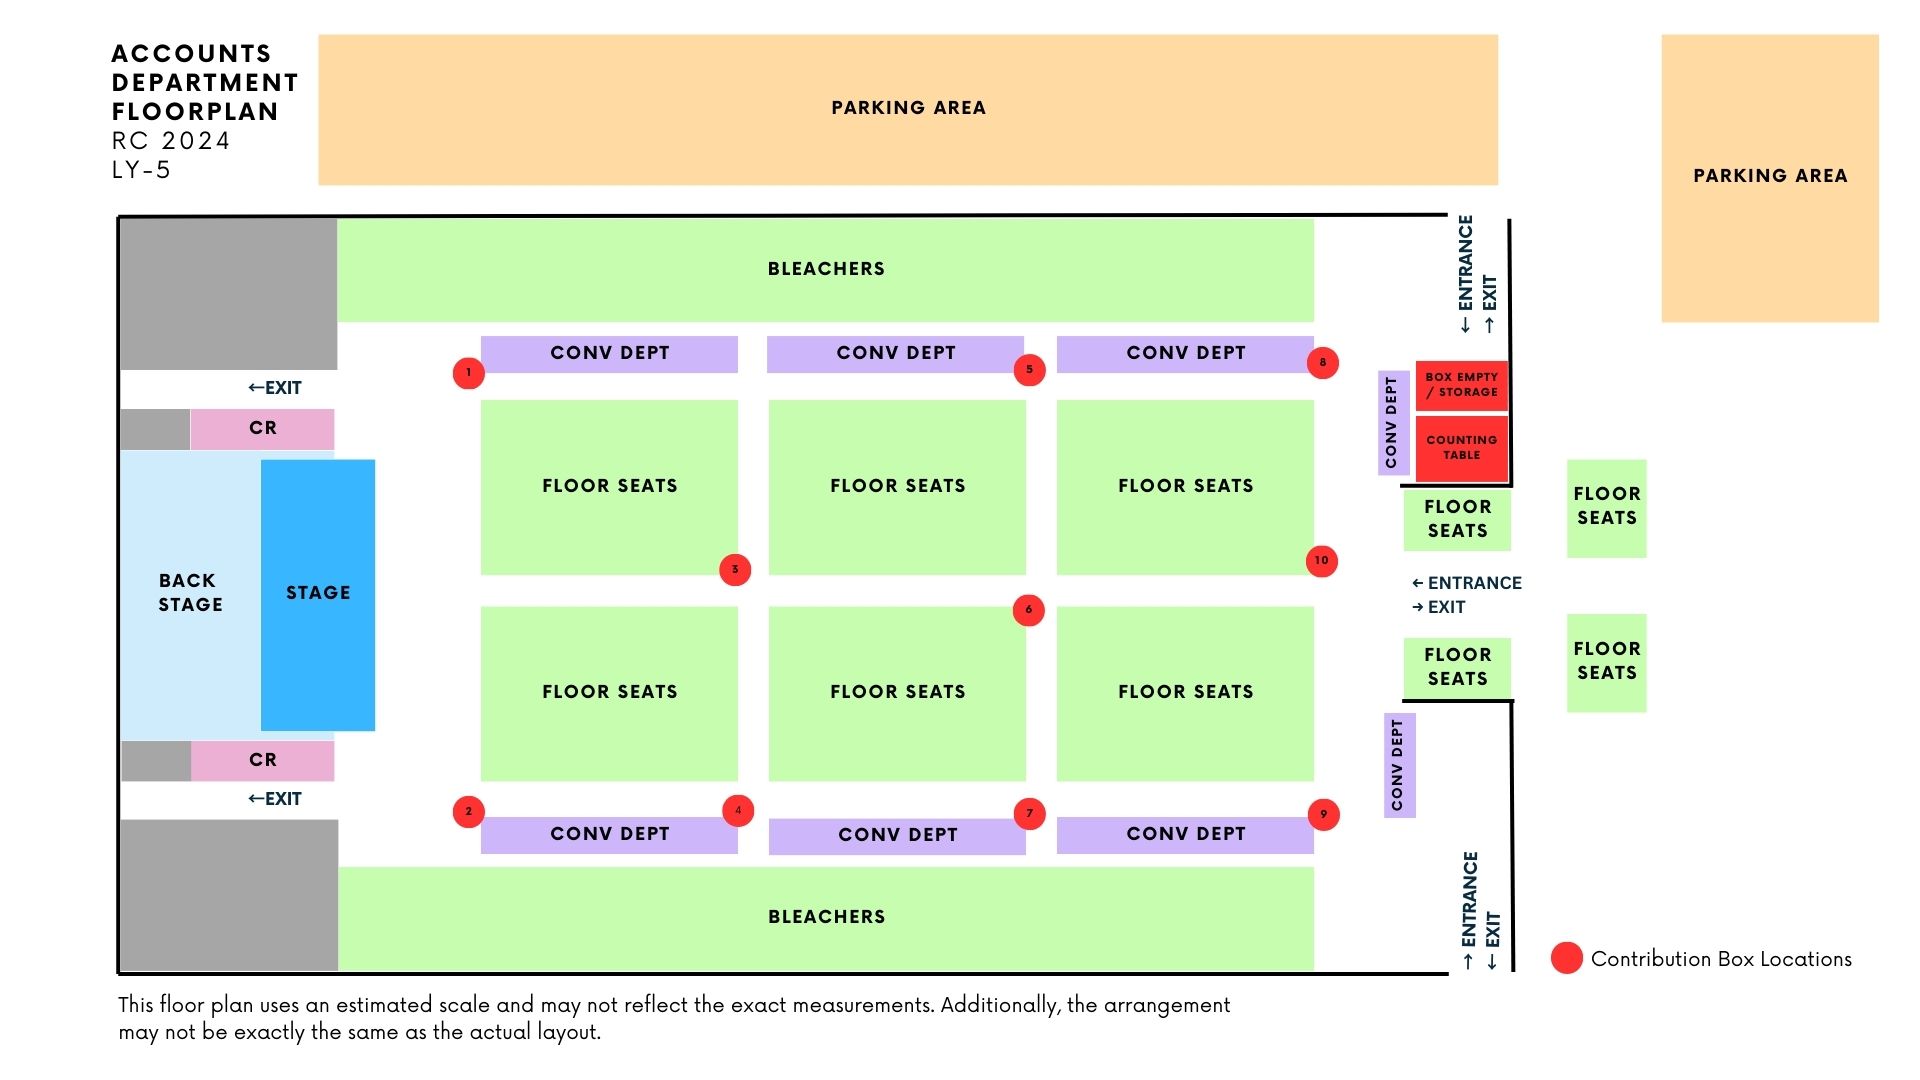 ACCOUNTS
DEPARTMENT
FLOORPLAN
RC 2024
LY-5
PARKING AREA
PARKING AREA
BLEACHERS
← ENTRANCE
↑ EXIT
CONV DEPT
CONV DEPT
CONV DEPT
1
5
8
←EXIT
CR
BOX EMPTY
/ STORAGE
COUNTING
TABLE
CONV DEPT
FLOOR SEATS
FLOOR SEATS
FLOOR SEATS
FLOOR
SEATS
FLOOR
SEATS
3
10
BACK
STAGE
STAGE
← ENTRANCE
→ EXIT
6
FLOOR SEATS
FLOOR SEATS
FLOOR SEATS
FLOOR
SEATS
FLOOR
SEATS
CR
←EXIT
CONV DEPT
2
4
7
9
CONV DEPT
CONV DEPT
CONV DEPT
BLEACHERS
↑ ENTRANCE
↓ EXIT
Contribution Box Locations
This floor plan uses an estimated scale and may not reflect the exact measurements. Additionally, the arrangement
may not be exactly the same as the actual layout.